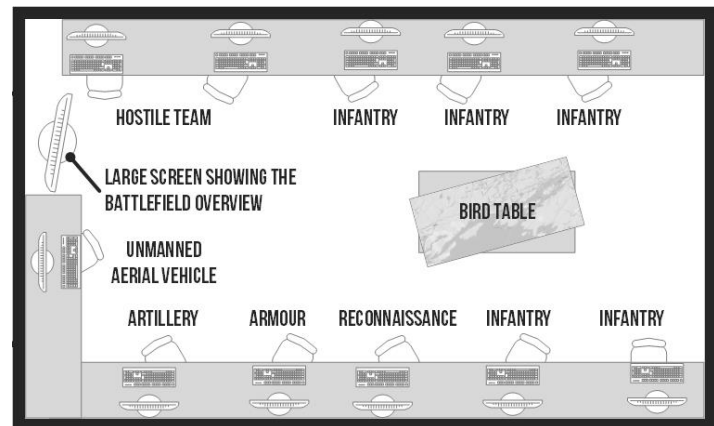 HOSTILE TEAM
INFANTRY
INFANTRY
INFANTRY
LARGE SCREEN SHOWING THE
BATTLEFIELD OVERVIEW
BIRD TABLE
UNMANNED
AERIAL VEHICLE
ARTILLERY
ARMOUR
RECONNAISSANCE
INFANTRY
INFANTRY